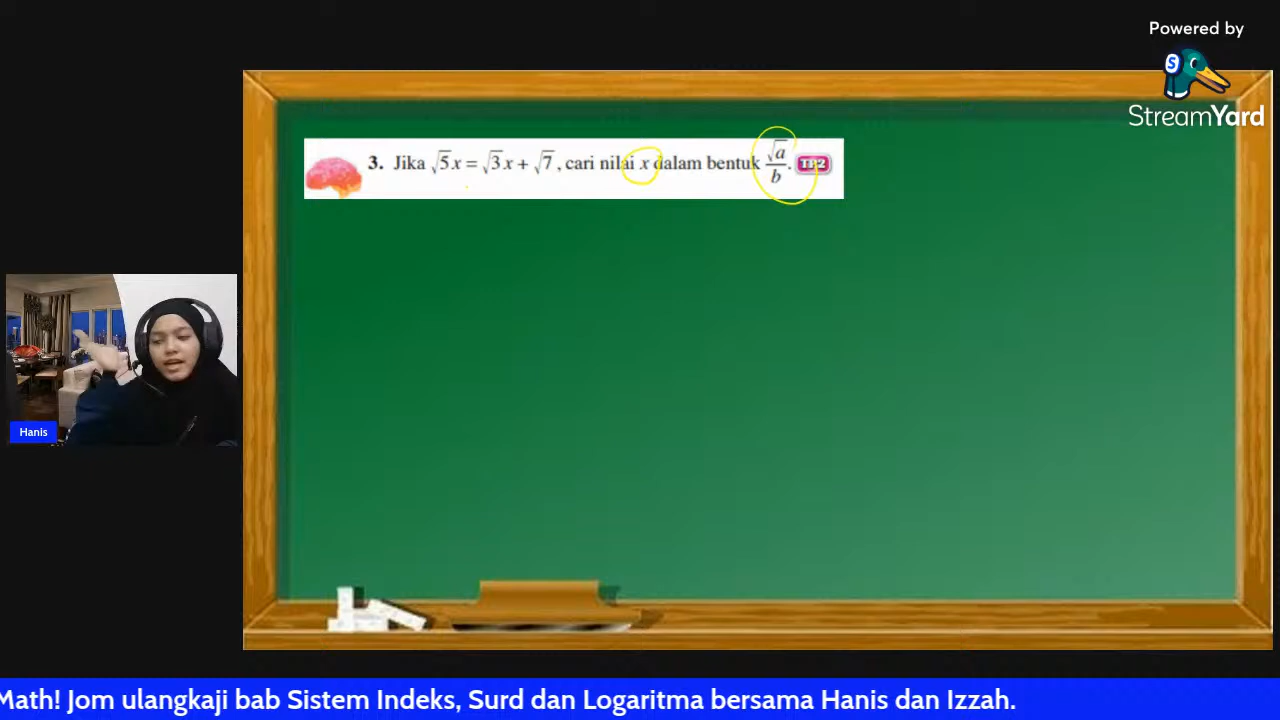 Powered by
S
StreamYard
3. Jika √5x = √3x + √7, cari nilai x dalam bentuk √a/b. TP2
Hanis
Math! Jom ulangkaji bab Sistem Indeks, Surd dan Logaritma bersama Hanis dan Izzah.